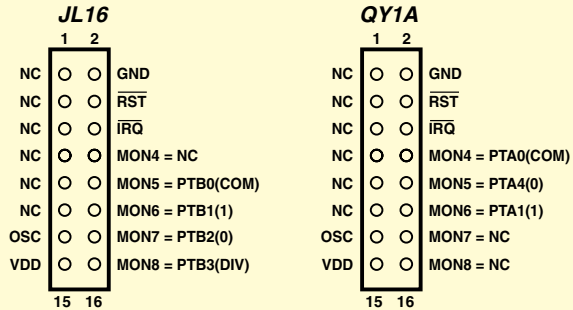 JL16
1 2
NC GND
NC RST
NC IRQ
NC MON4 = NC
NC MON5 = PTB0(COM)
NC MON6 = PTB1(1)
OSC MON7 = PTB2(0)
VDD MON8 = PTB3(DIV)
15 16
QY1A
1 2
NC GND
NC RST
NC IRQ
NC MON4 = PTA0(COM)
NC MON5 = PTA4(0)
NC MON6 = PTA1(1)
OSC MON7 = NC
VDD MON8 = NC
15 16